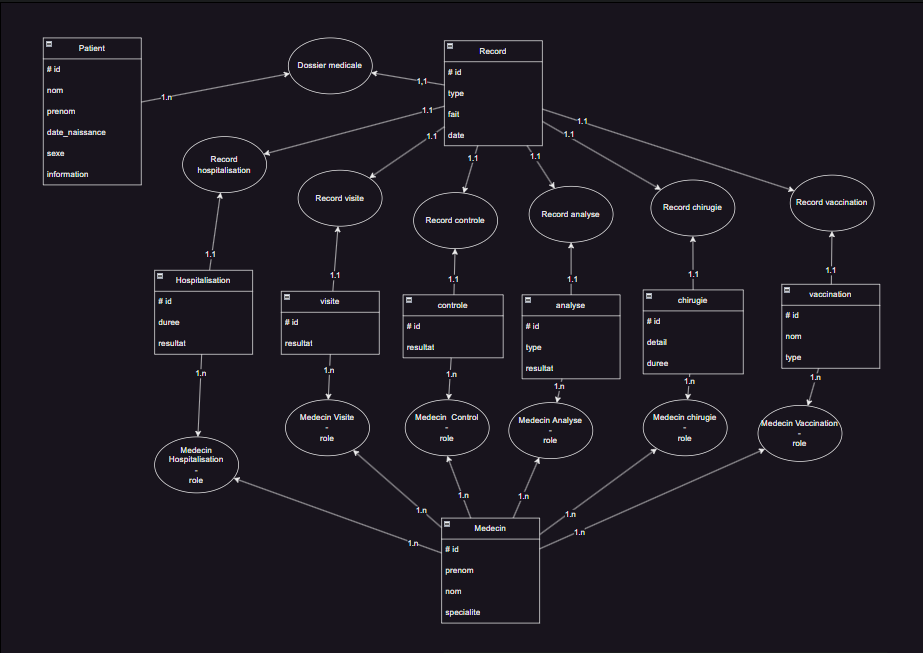 Patient
# id
nom
prenom
date_naissance
sexe
information
1.n
Dossier medicale
1.1
Record
# id
type
fait
date
1.1
1.1
1.1
1.1
1.1
1.1
Record
hospitalisation
Record visite
Record controle
Record analyse
Record chirugie
Record vaccination
1.1
1.1
1.1
1.1
1.1
1.1
Hospitalisation
# id
duree
resultat
visite
# id
resultat
controle
# id
resultat
analyse
# id
type
resultat
chirugie
# id
detail
duree
vaccination
# id
nom
type
1.n
1.n
1.n
1.n
1.n
1.n
Medecin
Hospitalisation
-
role
Medecin Visite
-
role
Medecin Control
-
role
Medecin Analyse
-
role
Medecin chirugie
-
role
Medecin Vaccination
-
role
1.n
1.n
1.n
1.n
1.n
1.n
Medecin
# id
prenom
nom
specialite